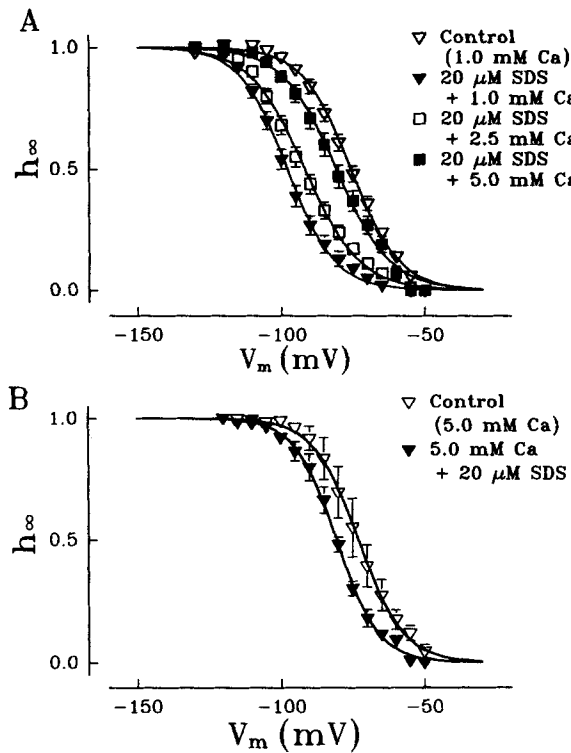 A
1.0
0.5
0.0
h∞
▽ Control
(1.0 mM Ca)
▼ 20 μM SDS
+ 1.0 mM Ca
□ 20 μM SDS
+ 2.5 mM Ca
■ 20 μM SDS
+ 5.0 mM Ca
−150
−100
−50
Vm (mV)
B
1.0
0.5
0.0
h∞
▽ Control
(5.0 mM Ca)
▼ 5.0 mM Ca
+ 20 μM SDS
−150
−100
−50
Vm (mV)